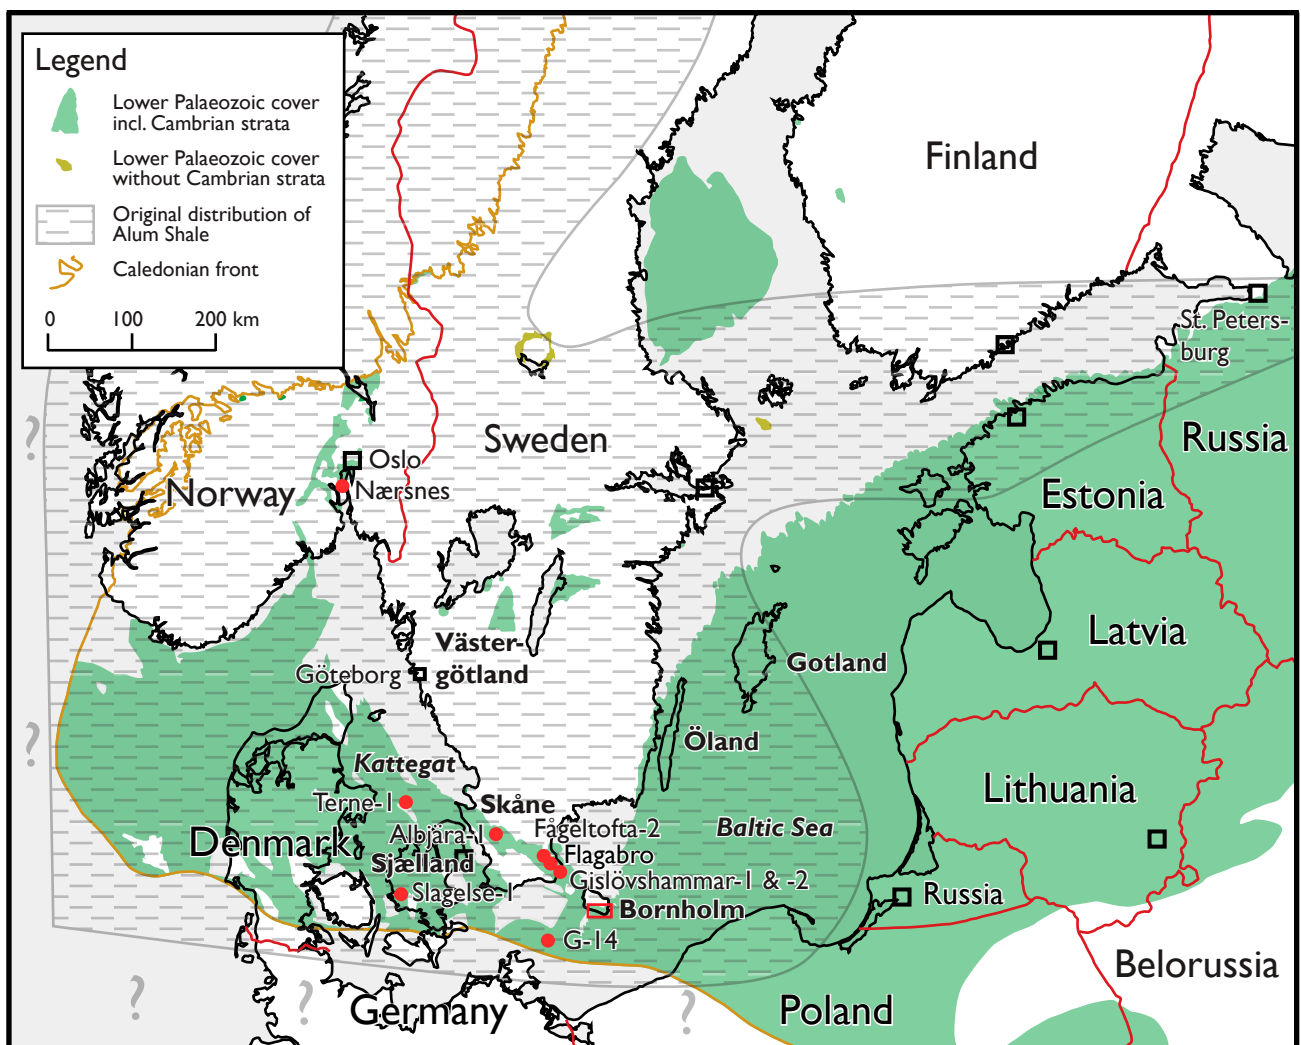 Legend
Lower Palaeozoic cover
incl. Cambrian strata
Lower Palaeozoic cover
without Cambrian strata
Original distribution of
Alum Shale
Caledonian front
0 100 200 km
Finland
St. Peters-
burg
?
Sweden
Russia
Oslo
Nærsnes
Norway
Estonia
Väster-
götland
Latvia
Göteborg
Gotland
?
Öland
Kattegat
Lithuania
Terne-1
Skåne
Fågeltofta-2
Baltic Sea
Albjära-1
Denmark
Flagabro
Sjælland
Gislövshammar-1 & -2
Slagelse-1
Russia
Bornholm
G-14
Belorussia
?
?
Germany
?
Poland